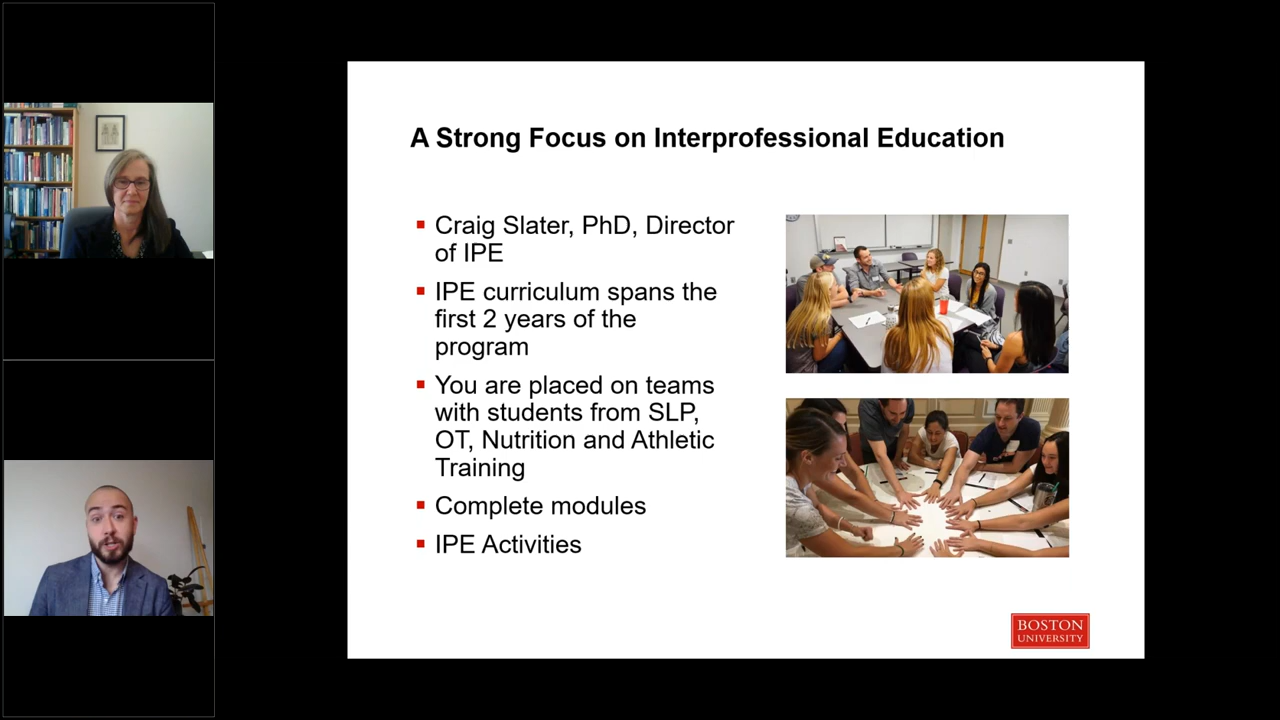 A Strong Focus on Interprofessional Education
Craig Slater, PhD, Director
of IPE
IPE curriculum spans the
first 2 years of the
program
You are placed on teams
with students from SLP,
OT, Nutrition and Athletic
Training
Complete modules
IPE Activities
BOSTON
UNIVERSITY